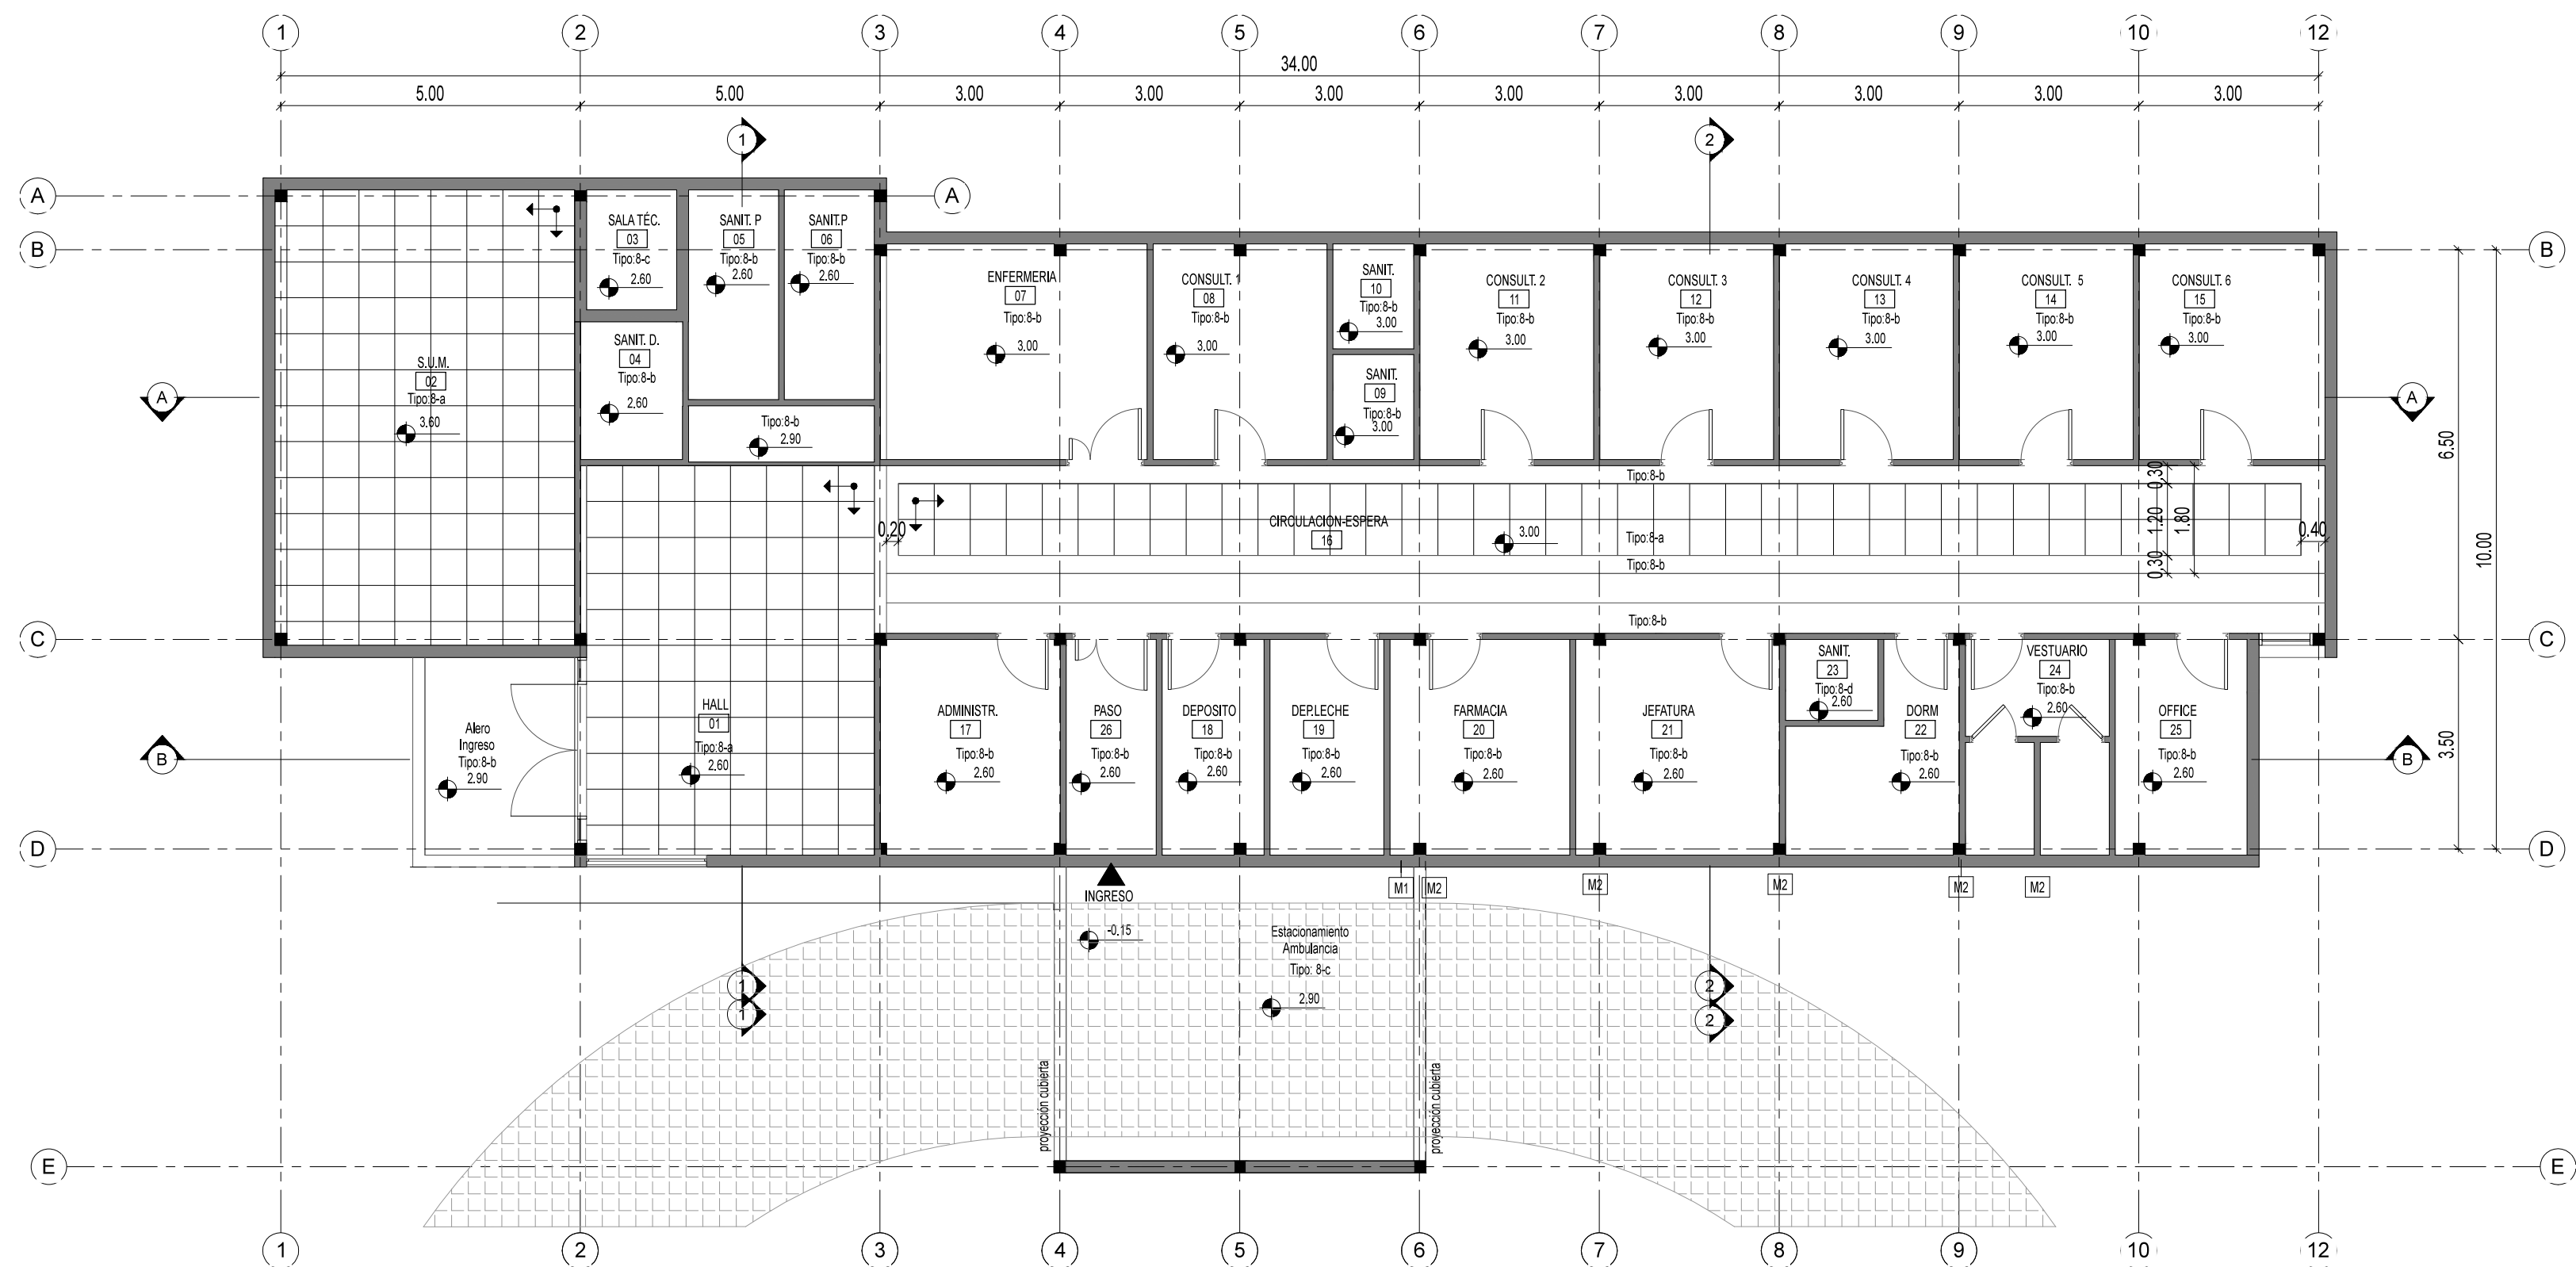 1 2 3 4 5 6 7 8 9 10 12
34.00
5.00 5.00 3.00 3.00 3.00 3.00 3.00 3.00 3.00 3.00
1
2
A
A
B
B
SALA TÉC.
03
Tipo:8-c
2.60
SANIT. P
05
Tipo:8-b
2.60
SANIT.P
06
Tipo:8-b
2.60
ENFERMERIA
07
Tipo:8-b
3.00
CONSULT. 1
08
Tipo:8-b
3.00
SANIT.
10
Tipo:8-b
3.00
CONSULT. 2
11
Tipo:8-b
3.00
CONSULT. 3
12
Tipo:8-b
3.00
CONSULT. 4
13
Tipo:8-b
3.00
CONSULT. 5
14
Tipo:8-b
3.00
CONSULT. 6
15
Tipo:8-b
3.00
SANIT. D.
04
Tipo:8-b
2.60
S.U.M.
02
Tipo:8-a
3.60
SANIT.
09
Tipo:8-b
3.00
A
A
Tipo:8-b
2.90
6.50
Tipo:8-b
0.30
0.20
CIRCULACION-ESPERA
16
3.00
Tipo:8-a
1.20
1.80
0.40
10.00
Tipo:8-b
0.30
Tipo:8-b
C
C
HALL
01
Tipo:8-a
2,60
Alero
Ingreso
Tipo:8-b
2.90
ADMINISTR.
17
Tipo:8-b
2.60
PASO
26
Tipo:8-b
2.60
DEPOSITO
18
Tipo:8-b
2.60
DEP.LECHE
19
Tipo:8-b
2.60
FARMACIA
20
Tipo:8-b
2.60
JEFATURA
21
Tipo:8-b
2.60
SANIT.
23
Tipo:8-d
2.60
DORM
22
Tipo:8-b
2.60
VESTUARIO
24
Tipo:8-b
2.60
OFFICE
25
Tipo:8-b
2.60
3.50
B
B
D
D
INGRESO
M1
M2
M2
M2
M2
M2
-0.15
Estacionamiento
Ambulancia
Tipo: 8-c
2.90
1
1
2
2
proyección cubierta
proyección cubierta
E
E
1 2 3 4 5 6 7 8 9 10 12